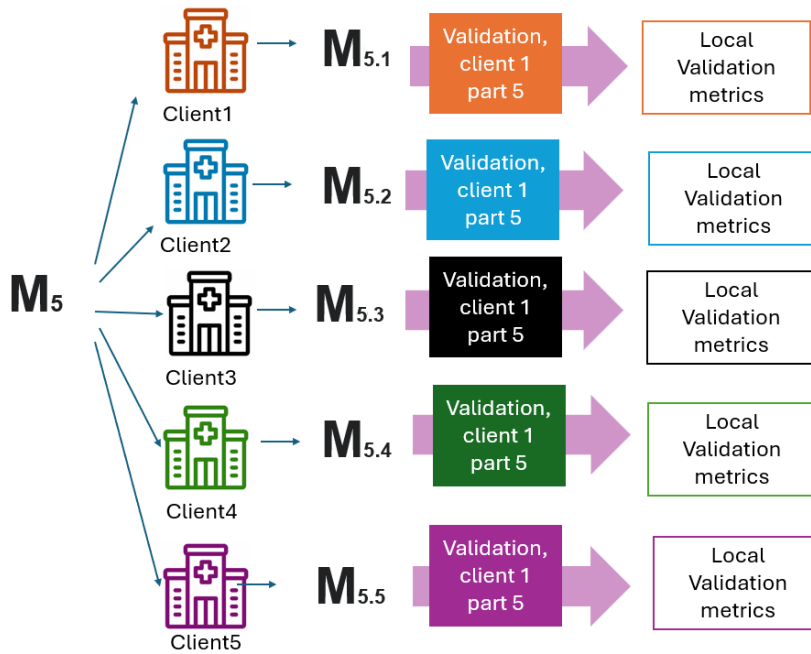 M5.1
Validation,
client 1
part 5
Local
Validation
metrics
Client1
M5.2
Validation,
client 1
part 5
Local
Validation
metrics
Client2
M5
M5.3
Validation,
client 1
part 5
Local
Validation
metrics
Client3
M5.4
Validation,
client 1
part 5
Local
Validation
metrics
Client4
M5.5
Validation,
client 1
part 5
Local
Validation
metrics
Client5